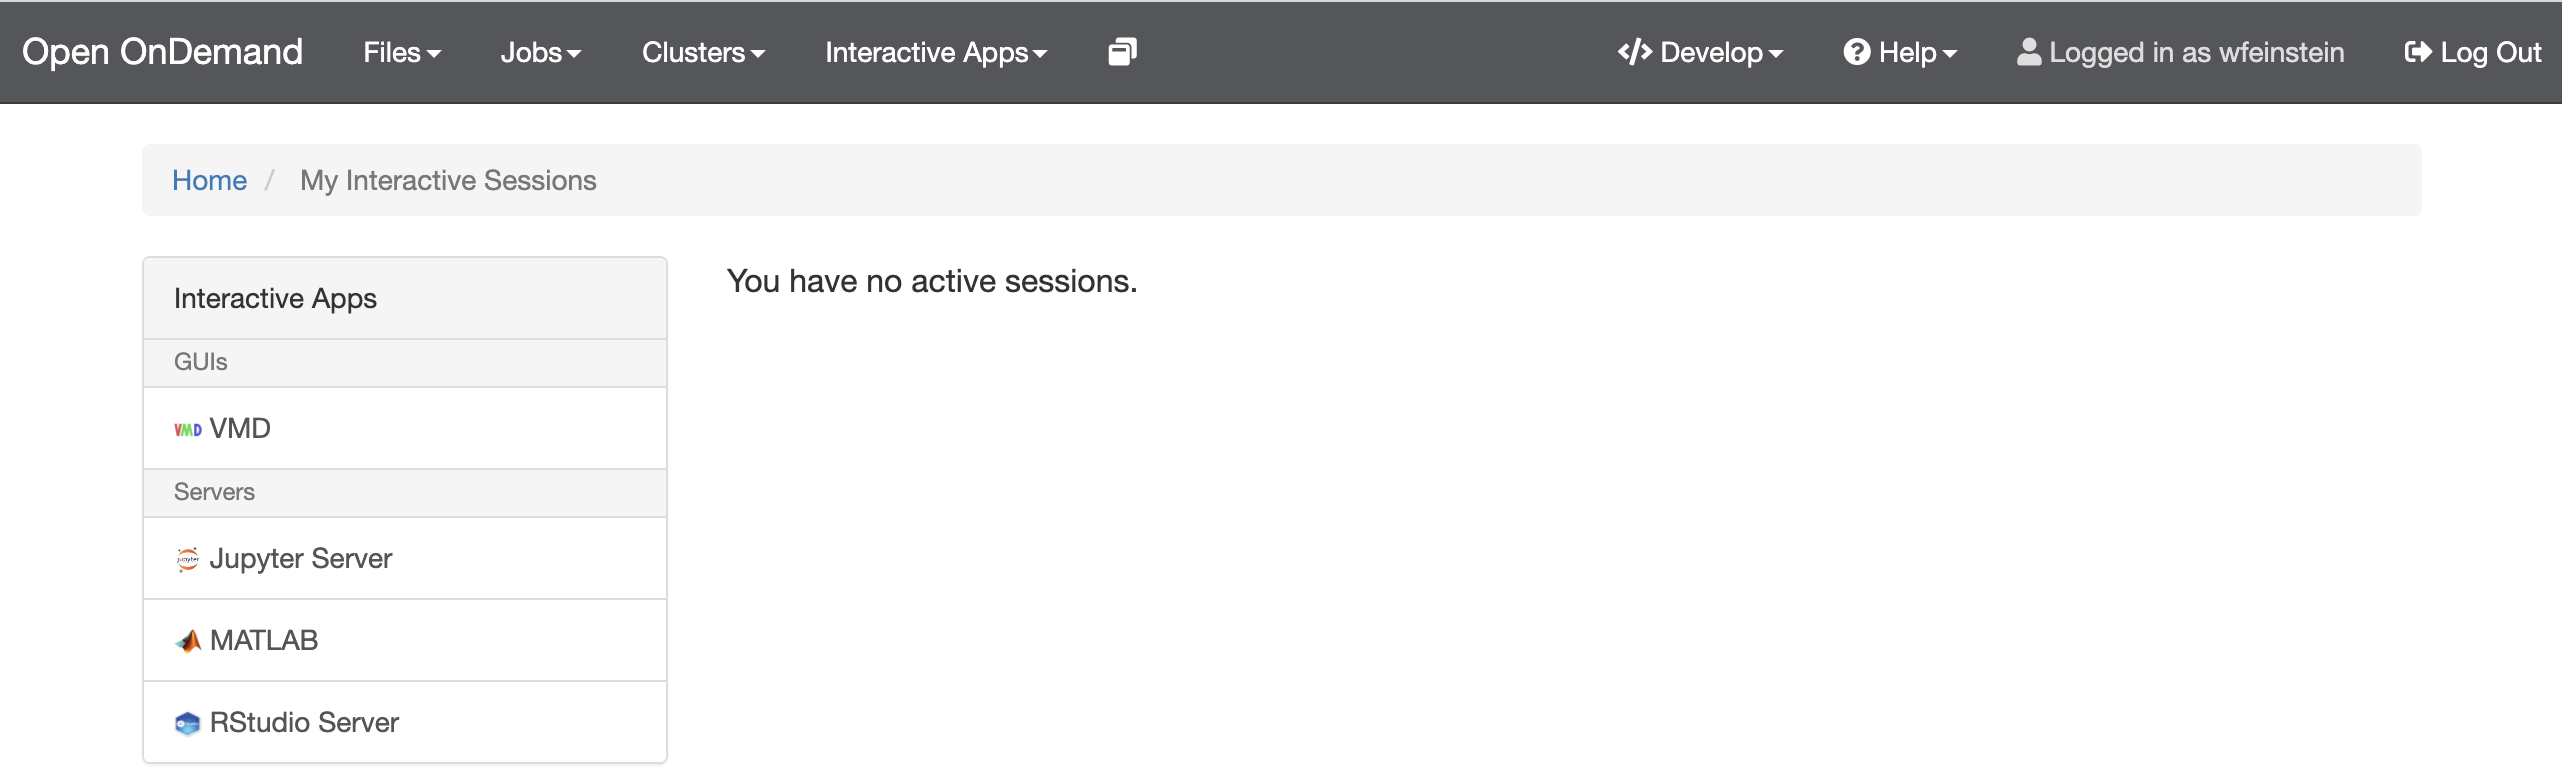 Open OnDemand Files Jobs Clusters Interactive Apps Develop Help Logged in as wfeinstein Log Out
Home / My Interactive Sessions
Interactive Apps
You have no active sessions.
GUIs
VMD VMD
Servers
Jupyter Server
MATLAB
RStudio Server